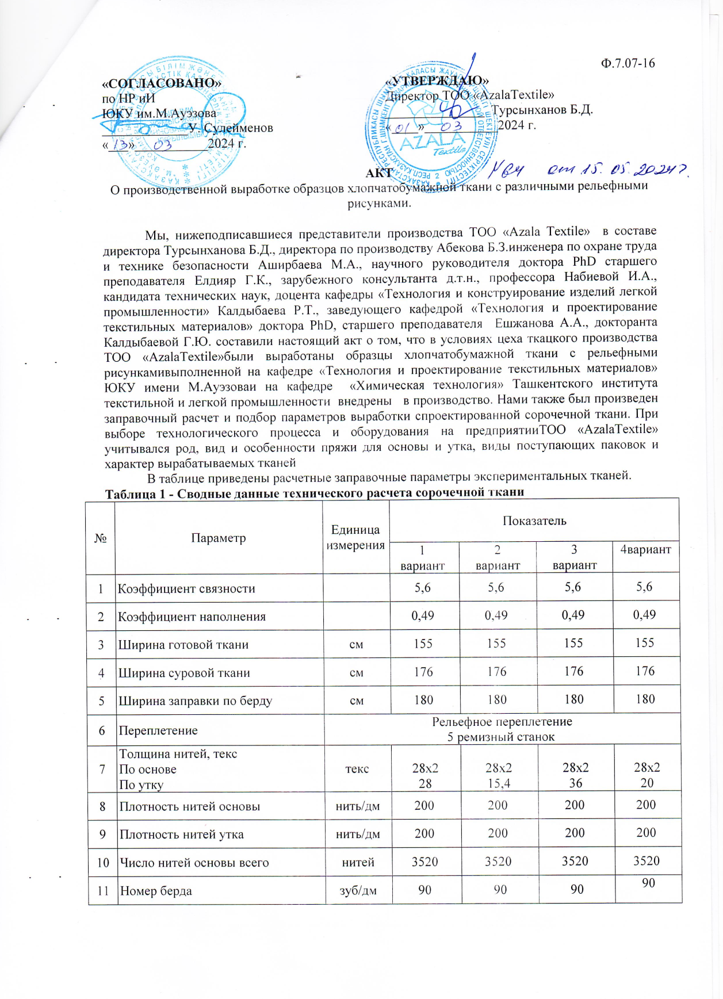 Ф.7.07-16
«СОГЛАСОВАНО»
по НР иИ
ЮКУ им.М.Ауэзова
У. Сулейменов
«13» 03 2024 г.
«УТВЕРЖДАЮ»
Директор ТОО «AzalaTextile»
Турсынханов Б.Д.
«01» 03 2024 г.
AZALA
Textile
АКТ №64 от 15.05.2024 г.
О производственной выработке образцов хлопчатобумажной ткани с различными рельефными
рисунками.
Мы, нижеподписавшиеся представители производства ТОО «Azala Textile» в составе
директора Турсынханова Б.Д., директора по производству Абекова Б.З.инженера по охране труда
и технике безопасности Аширбаева М.А., научного руководителя доктора PhD старшего
преподавателя Елдияр Г.К., зарубежного консультанта д.т.н., профессора Набиевой И.А.,
кандидата технических наук, доцента кафедры «Технология и конструирование изделий легкой
промышленности» Калдыбаева Р.Т., заведующего кафедрой «Технология и проектирование
текстильных материалов» доктора PhD, старшего преподавателя Ешжанова А.А., докторанта
Калдыбаевой Г.Ю. составили настоящий акт о том, что в условиях цеха ткацкого производства
ТОО «AzalaTextile»были выработаны образцы хлопчатобумажной ткани с рельефными
рисункамивыполненной на кафедре «Технология и проектирование текстильных материалов»
ЮКУ имени М.Ауэзоваи на кафедре «Химическая технология» Ташкентского института
текстильной и легкой промышленности внедрены в производство. Нами также был произведен
заправочный расчет и подбор параметров выработки спроектированной сорочечной ткани. При
выборе технологического процесса и оборудования на предприятииТОО «AzalaTextile»
учитывался род, вид и особенности пряжи для основы и утка, виды поступающих паковок и
характер вырабатываемых тканей
В таблице приведены расчетные заправочные параметры экспериментальных тканей.
Таблица 1 - Сводные данные технического расчета сорочечной ткани
№ Параметр Единица измерения Показатель
1 вариант 2 вариант 3 вариант 4вариант
1 Коэффициент связности 5,6 5,6 5,6 5,6
2 Коэффициент наполнения 0,49 0,49 0,49 0,49
3 Ширина готовой ткани см 155 155 155 155
4 Ширина суровой ткани см 176 176 176 176
5 Ширина заправки по берду см 180 180 180 180
6 Переплетение Рельефное переплетение
5 ремизный станок
7 Толщина нитей, текс
По основе текс 28х2 28х2 28х2 28х2
По утку 28 15,4 36 20
8 Плотность нитей основы нить/дм 200 200 200 200
9 Плотность нитей утка нить/дм 200 200 200 200
10 Число нитей основы всего нитей 3520 3520 3520 3520
11 Номер берда зуб/дм 90 90 90 90